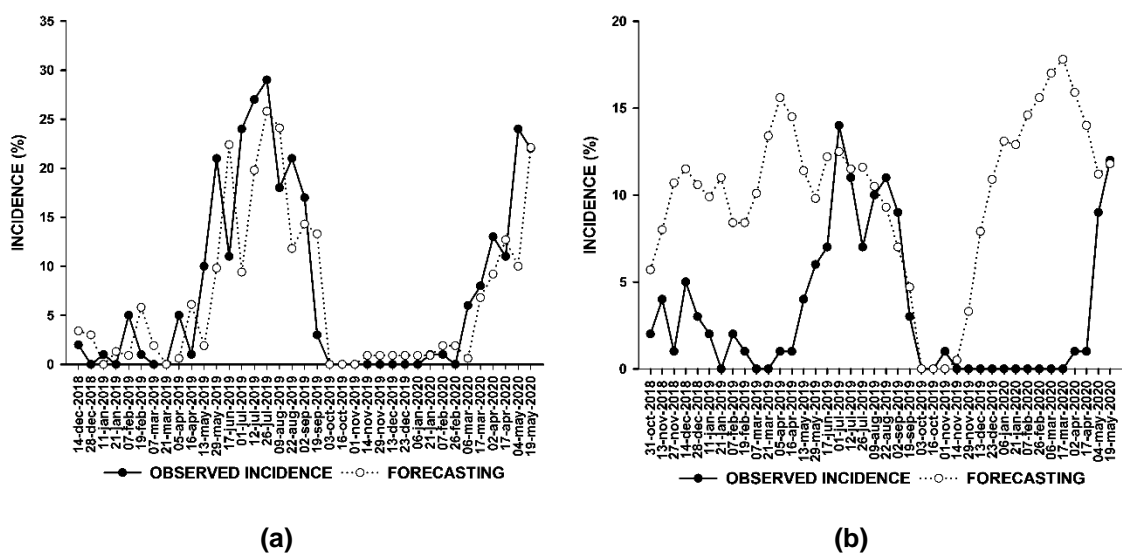 35
30
25
20
15
10
5
0
INCIDENCE (%)
14-dec-2018
28-dec-2018
11-jan-2019
22-jan-2019
07-feb-2019
19-feb-2019
07-mar-2019
21-mar-2019
05-apr-2019
16-apr-2019
13-may-2019
29-may-2019
17-jun-2019
01-jul-2019
12-jul-2019
26-jul-2019
09-aug-2019
22-aug-2019
02-sep-2019
19-sep-2019
03-oct-2019
16-oct-2019
01-nov-2019
14-nov-2019
29-nov-2019
13-dec-2019
23-dec-2019
06-jan-2020
21-jan-2020
07-feb-2020
26-feb-2020
06-mar-2020
17-mar-2020
02-apr-2020
17-apr-2020
04-may-2020
19-may-2020
OBSERVED INCIDENCE FORECASTING
(a)
20
15
10
5
0
INCIDENCE (%)
31-oct-2018
13-nov-2018
27-nov-2018
14-dec-2018
28-dec-2018
11-jan-2019
21-jan-2019
07-feb-2019
19-feb-2019
07-mar-2019
21-mar-2019
05-apr-2019
16-apr-2019
13-may-2019
29-may-2019
17-jun-2019
01-jul-2019
12-jul-2019
26-jul-2019
09-aug-2019
22-aug-2019
02-sep-2019
19-sep-2019
03-oct-2019
16-oct-2019
01-nov-2019
14-nov-2019
29-nov-2019
13-dec-2019
23-dec-2019
06-jan-2020
21-jan-2020
07-feb-2020
26-feb-2020
06-mar-2020
17-mar-2020
02-apr-2020
17-apr-2020
04-may-2020
19-may-2020
OBSERVED INCIDENCE FORECASTING
(b)